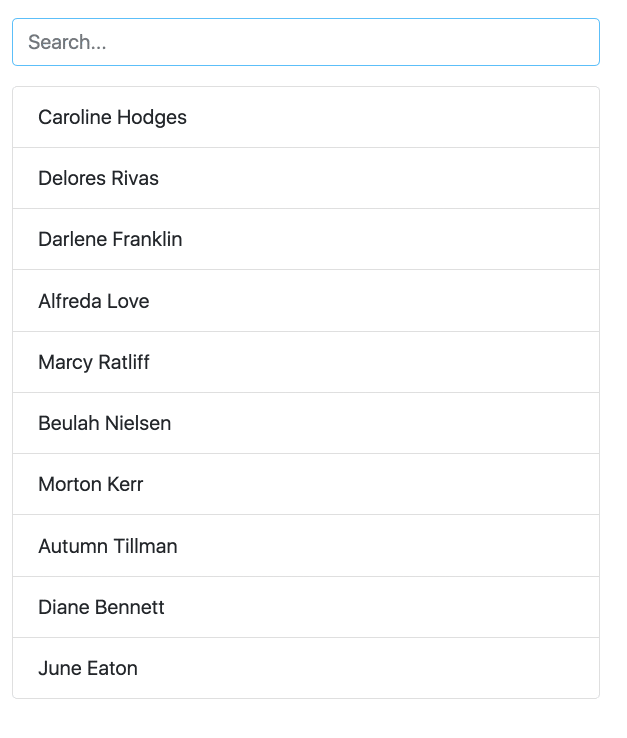 Search...
Caroline Hodges
Delores Rivas
Darlene Franklin
Alfreda Love
Marcy Ratliff
Beulah Nielsen
Morton Kerr
Autumn Tillman
Diane Bennett
June Eaton